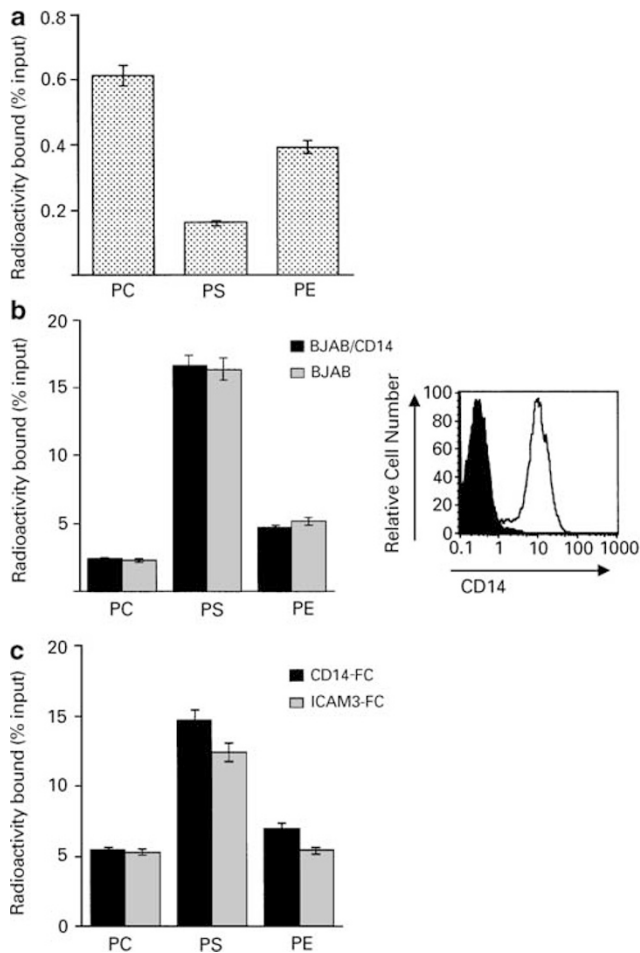 a
Radioactivity bound (% input)
0.8
0.6
0.4
0.2
PC PS PE
b
Radioactivity bound (% input)
20
15
10
5
PC PS PE
BJAB/CD14
BJAB
Relative Cell Number
100
80
60
40
20
0
0.1 1 10 100 1000
CD14
c
Radioactivity bound (% input)
20
15
10
5
0
PC PS PE
CD14-FC
ICAM3-FC